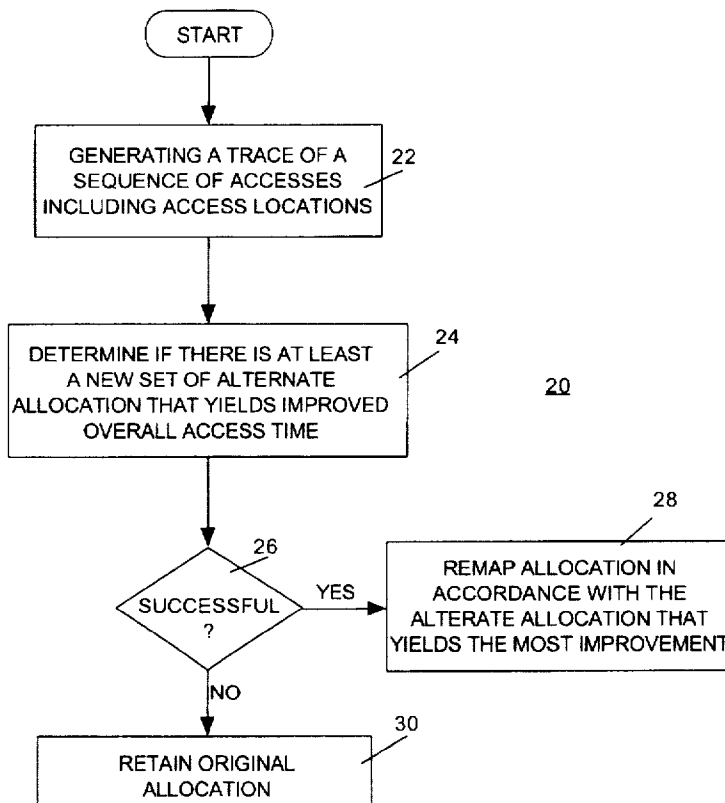 START
GENERATING A TRACE OF A
SEQUENCE OF ACCESSES
INCLUDING ACCESS LOCATIONS
22
DETERMINE IF THERE IS AT LEAST
A NEW SET OF ALTERNATE
ALLOCATION THAT YIELDS IMPROVED
OVERALL ACCESS TIME
24
20
26
SUCCESSFUL
?
YES
28
REMAP ALLOCATION IN
ACCORDANCE WITH THE
ALTERATE ALLOCATION THAT
YIELDS THE MOST IMPROVEMENT
NO
30
RETAIN ORIGINAL
ALLOCATION